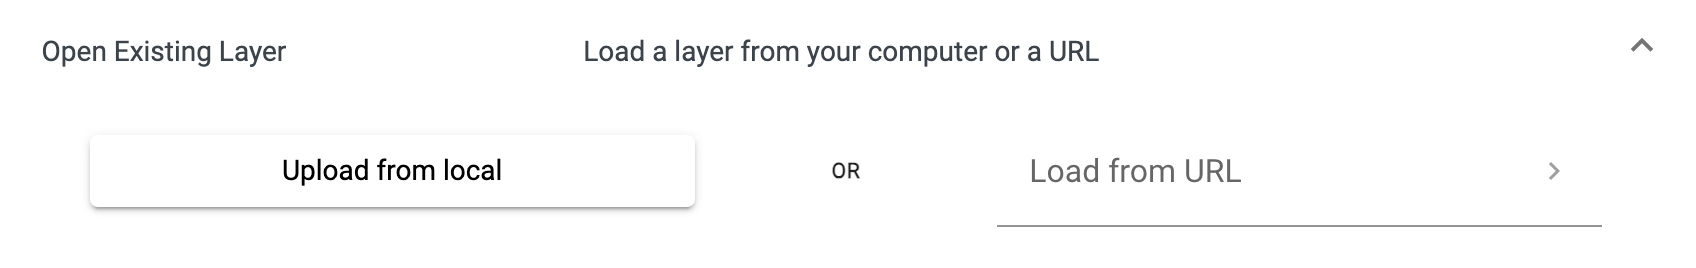 Open Existing Layer
Load a layer from your computer or a URL
Upload from local
OR
Load from URL